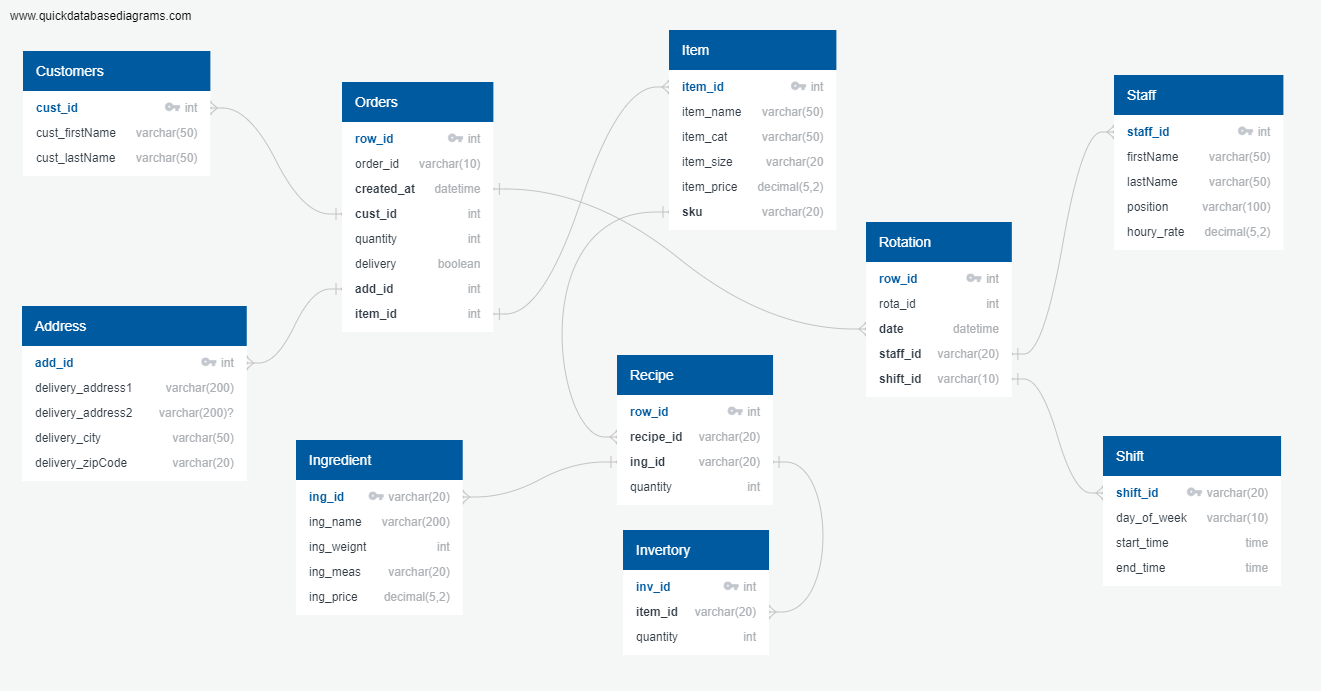 www.quickdatabasediagrams.com
Customers
cust_id int
cust_firstName varchar(50)
cust_lastName varchar(50)
Orders
row_id int
order_id varchar(10)
created_at datetime
cust_id int
quantity int
delivery boolean
add_id int
item_id int
Item
item_id int
item_name varchar(50)
item_cat varchar(50)
item_size varchar(20
item_price decimal(5,2)
sku varchar(20)
Staff
staff_id int
firstName varchar(50)
lastName varchar(50)
position varchar(100)
houry_rate decimal(5,2)
Rotation
row_id int
rota_id int
date datetime
staff_id varchar(20)
shift_id varchar(10)
Address
add_id int
delivery_address1 varchar(200)
delivery_address2 varchar(200)?
delivery_city varchar(50)
delivery_zipCode varchar(20)
Recipe
row_id int
recipe_id varchar(20)
ing_id varchar(20)
quantity int
Ingredient
ing_id varchar(20)
ing_name varchar(200)
ing_weignt int
ing_meas varchar(20)
ing_price decimal(5,2)
Shift
shift_id varchar(20)
day_of_week varchar(10)
start_time time
end_time time
Invertory
inv_id int
item_id varchar(20)
quantity int